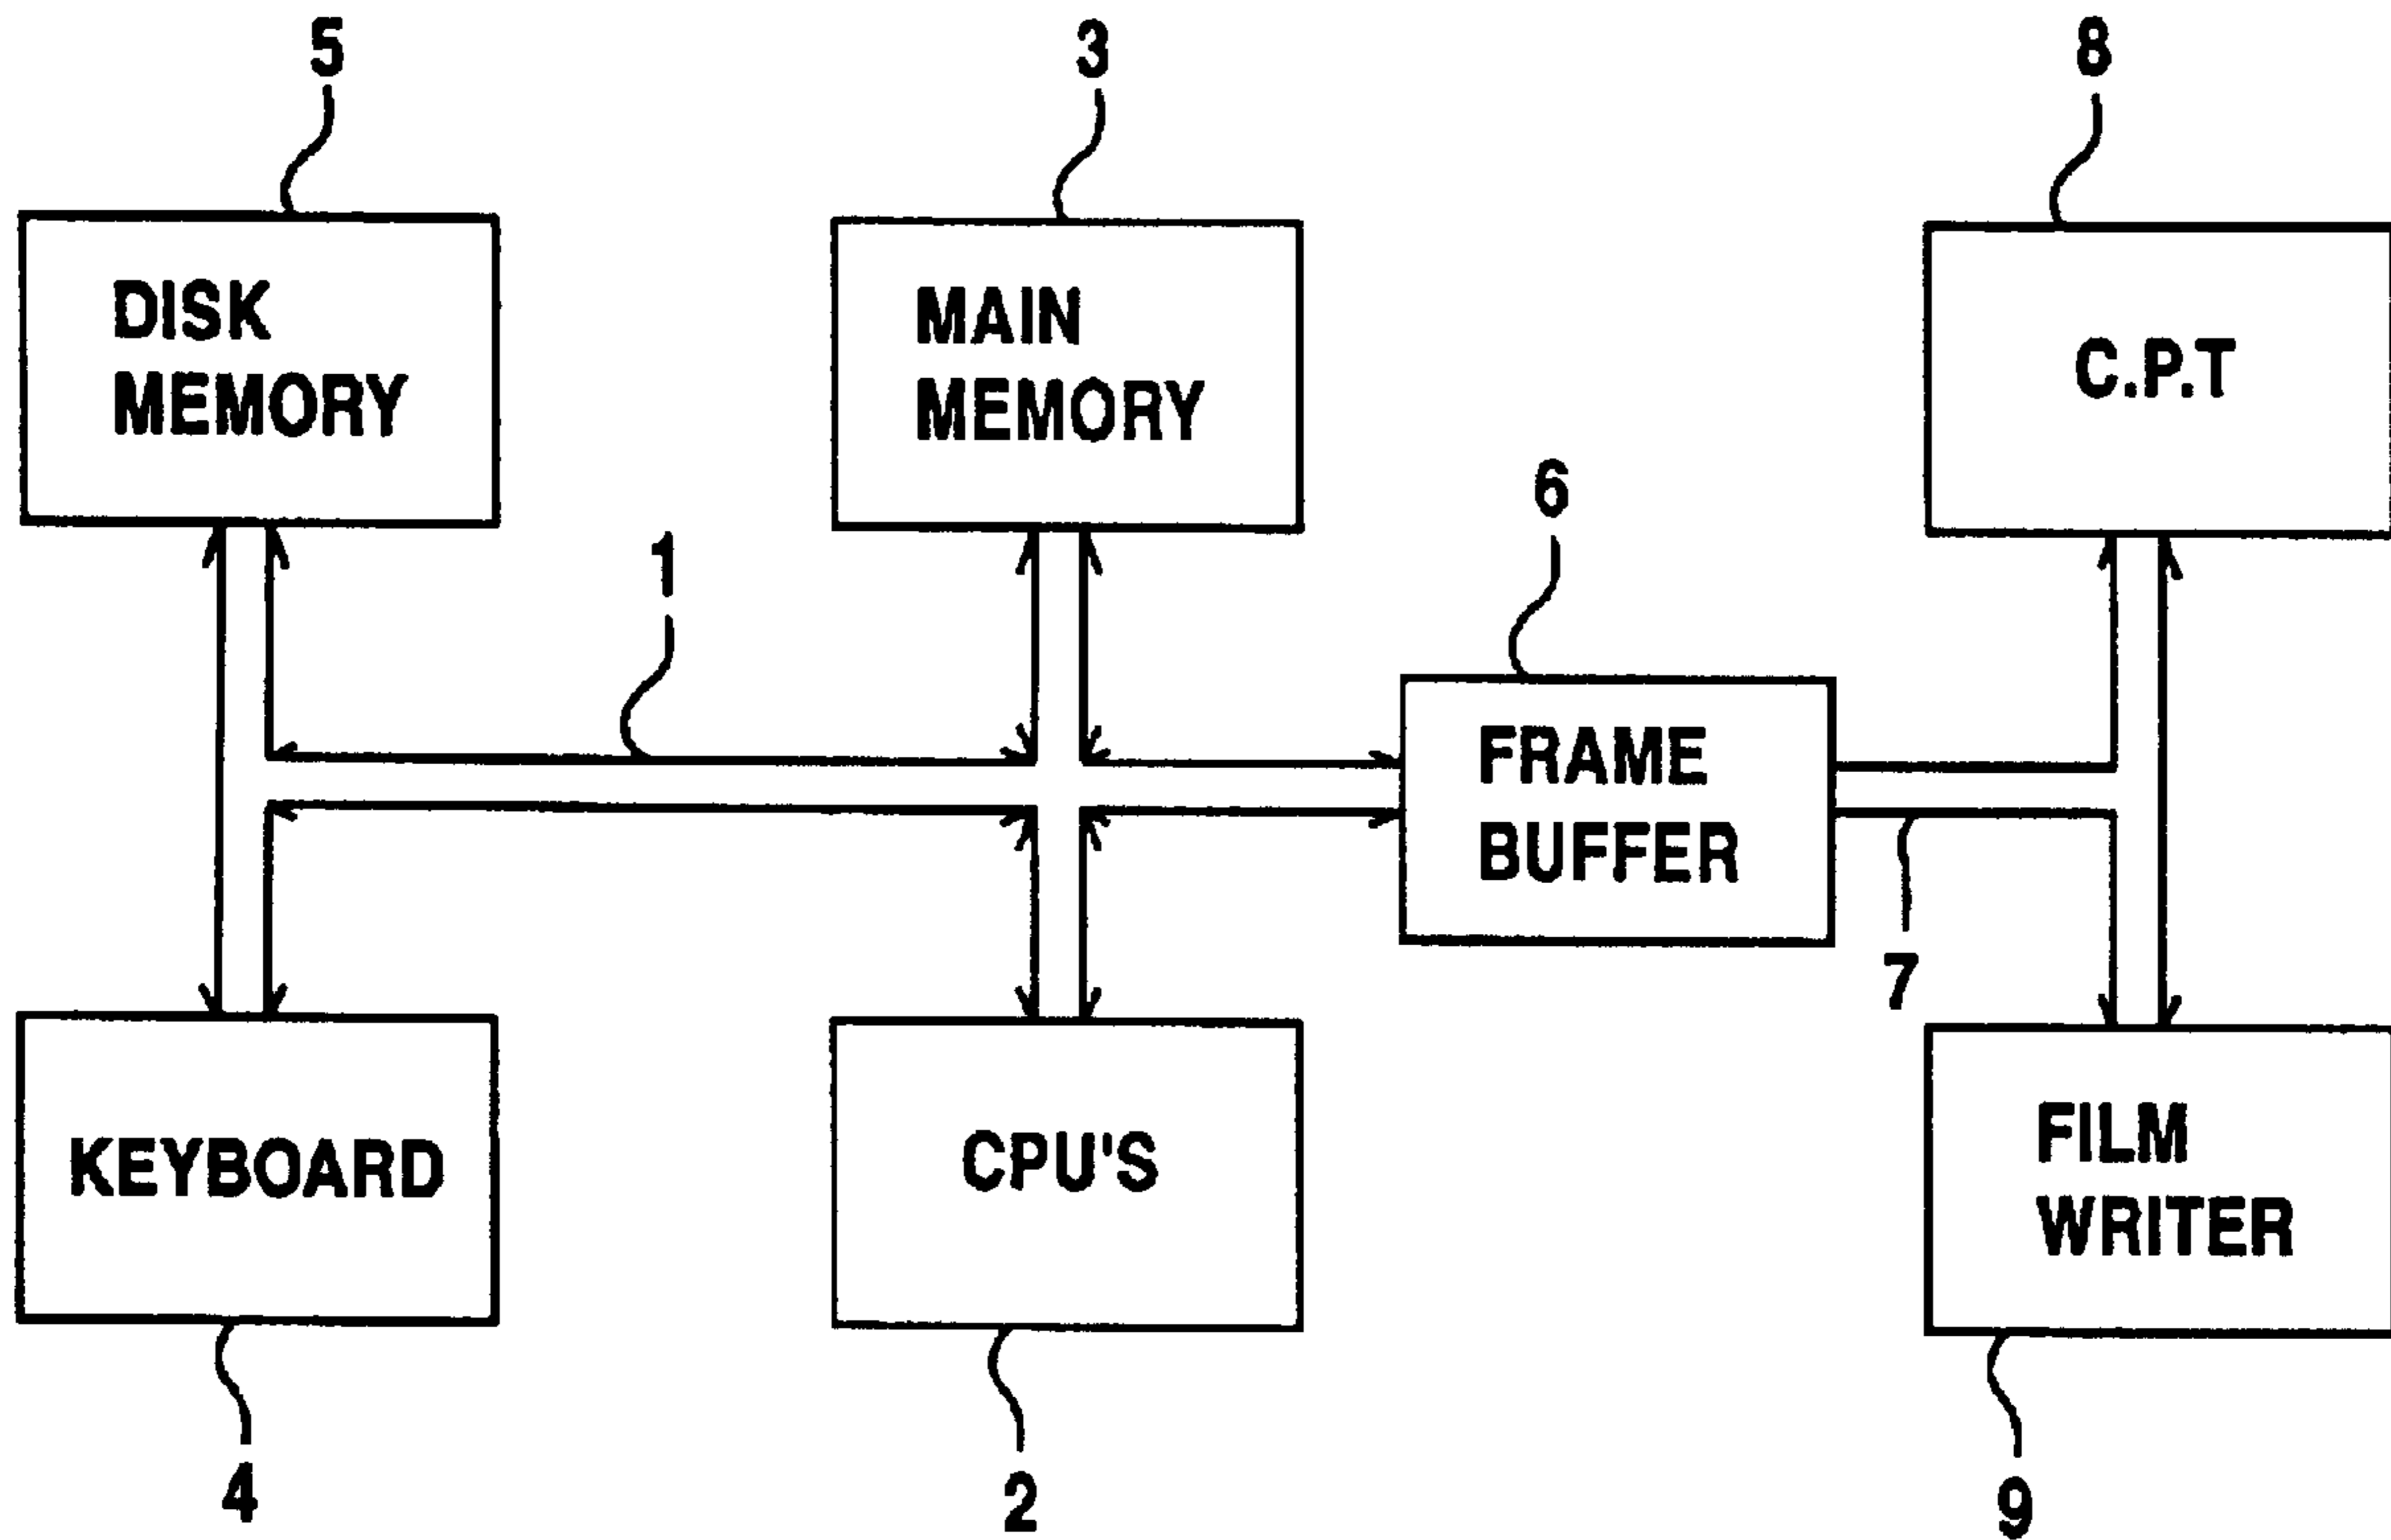 5
3
8
DISK
MEMORY
MAIN
MEMORY
C.P.T
6
1
FRAME
BUFFER
7
KEYBOARD
CPU'S
FILM
WRITER
4
2
9